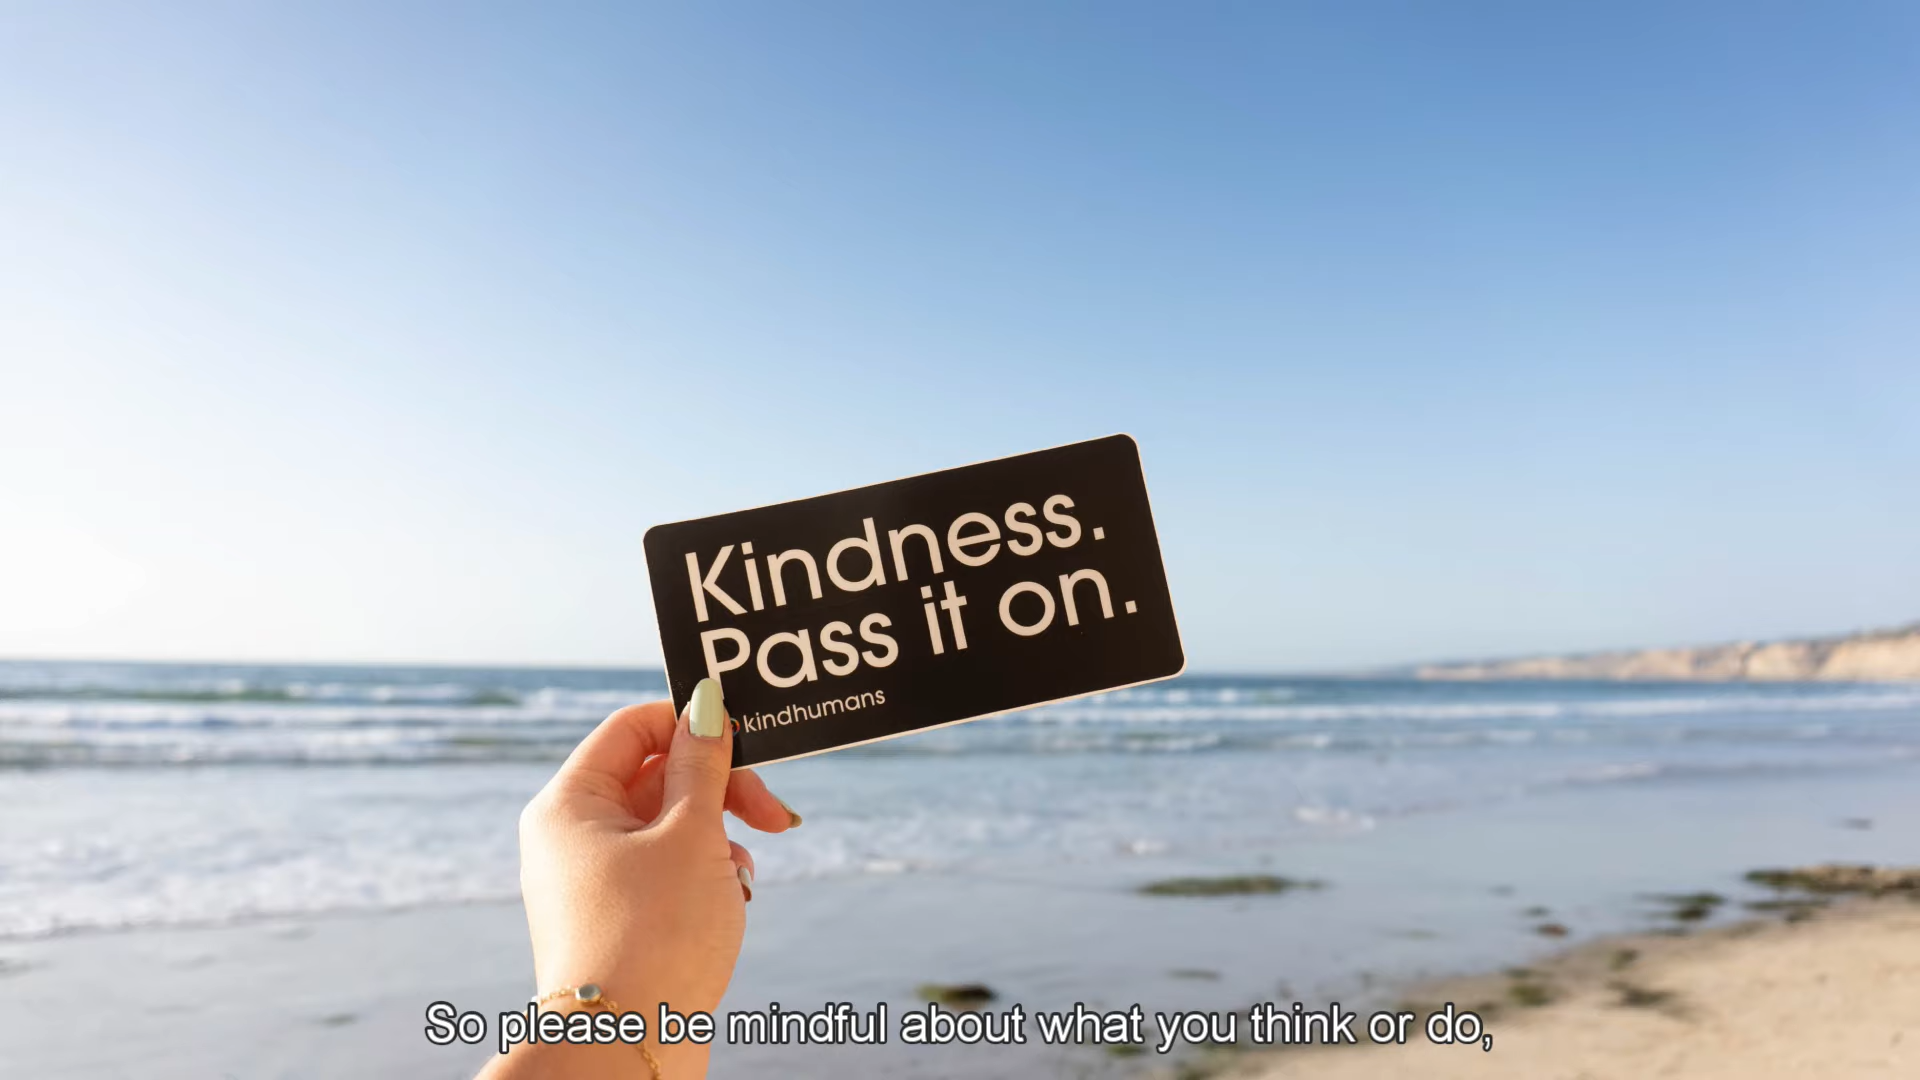 Kindness.
Pass it on.
kindhumans
So please be mindful about what you think or do,